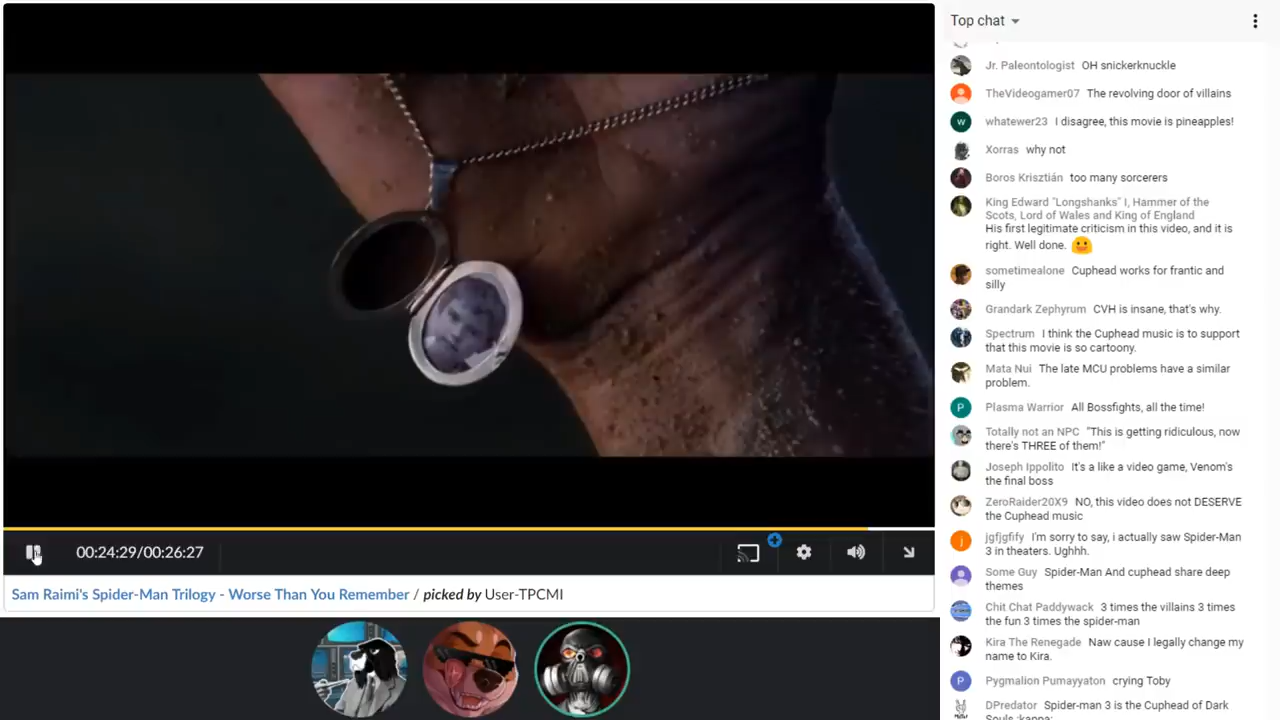 Top chat
Jr. Paleontologist OH snickerknuckle
TheVideogamer07 The revolving door of villains
W
whatewer23 I disagree, this movie is pineapples!
Xorras why not
Boros Krisztián too many sorcerers
King Edward "Longshanks" I, Hammer of the
Scots, Lord of Wales and King of England
His first legitimate criticism in this video, and it is
right. Well done.
sometimealone Cuphead works for frantic and
silly
Grandark Zephyrum CVH is insane, that's why.
Spectrum I think the Cuphead music is to support
that this movie is so cartoony.
Mata Nui The late MCU problems have a similar
problem.
P
Plasma Warrior All Bossfights, all the time!
Totally not an NPC "This is getting ridiculous, now
there's THREE of them!"
Joseph Ippolito It's a like a video game, Venom's
the final boss
ZeroRaider20X9 NO, this video does not DESERVE
the Cuphead music
j
jgfjgfify I'm sorry to say, i actually saw Spider-Man
3 in theaters. Ughhh.
Some Guy Spider-Man And cuphead share deep
themes
Chit Chat Paddywack 3 times the villains 3 times
the fun 3 times the spider-man
Kira The Renegade Naw cause I legally change my
name to Kira.
P
Pygmalion Pumayyaton crying Toby
DPredator Spider-man 3 is the Cuphead of Dark
Souls :kappa:
00:24:29/00:26:27
Sam Raimi's Spider-Man Trilogy - Worse Than You Remember / picked by User-TPCMI